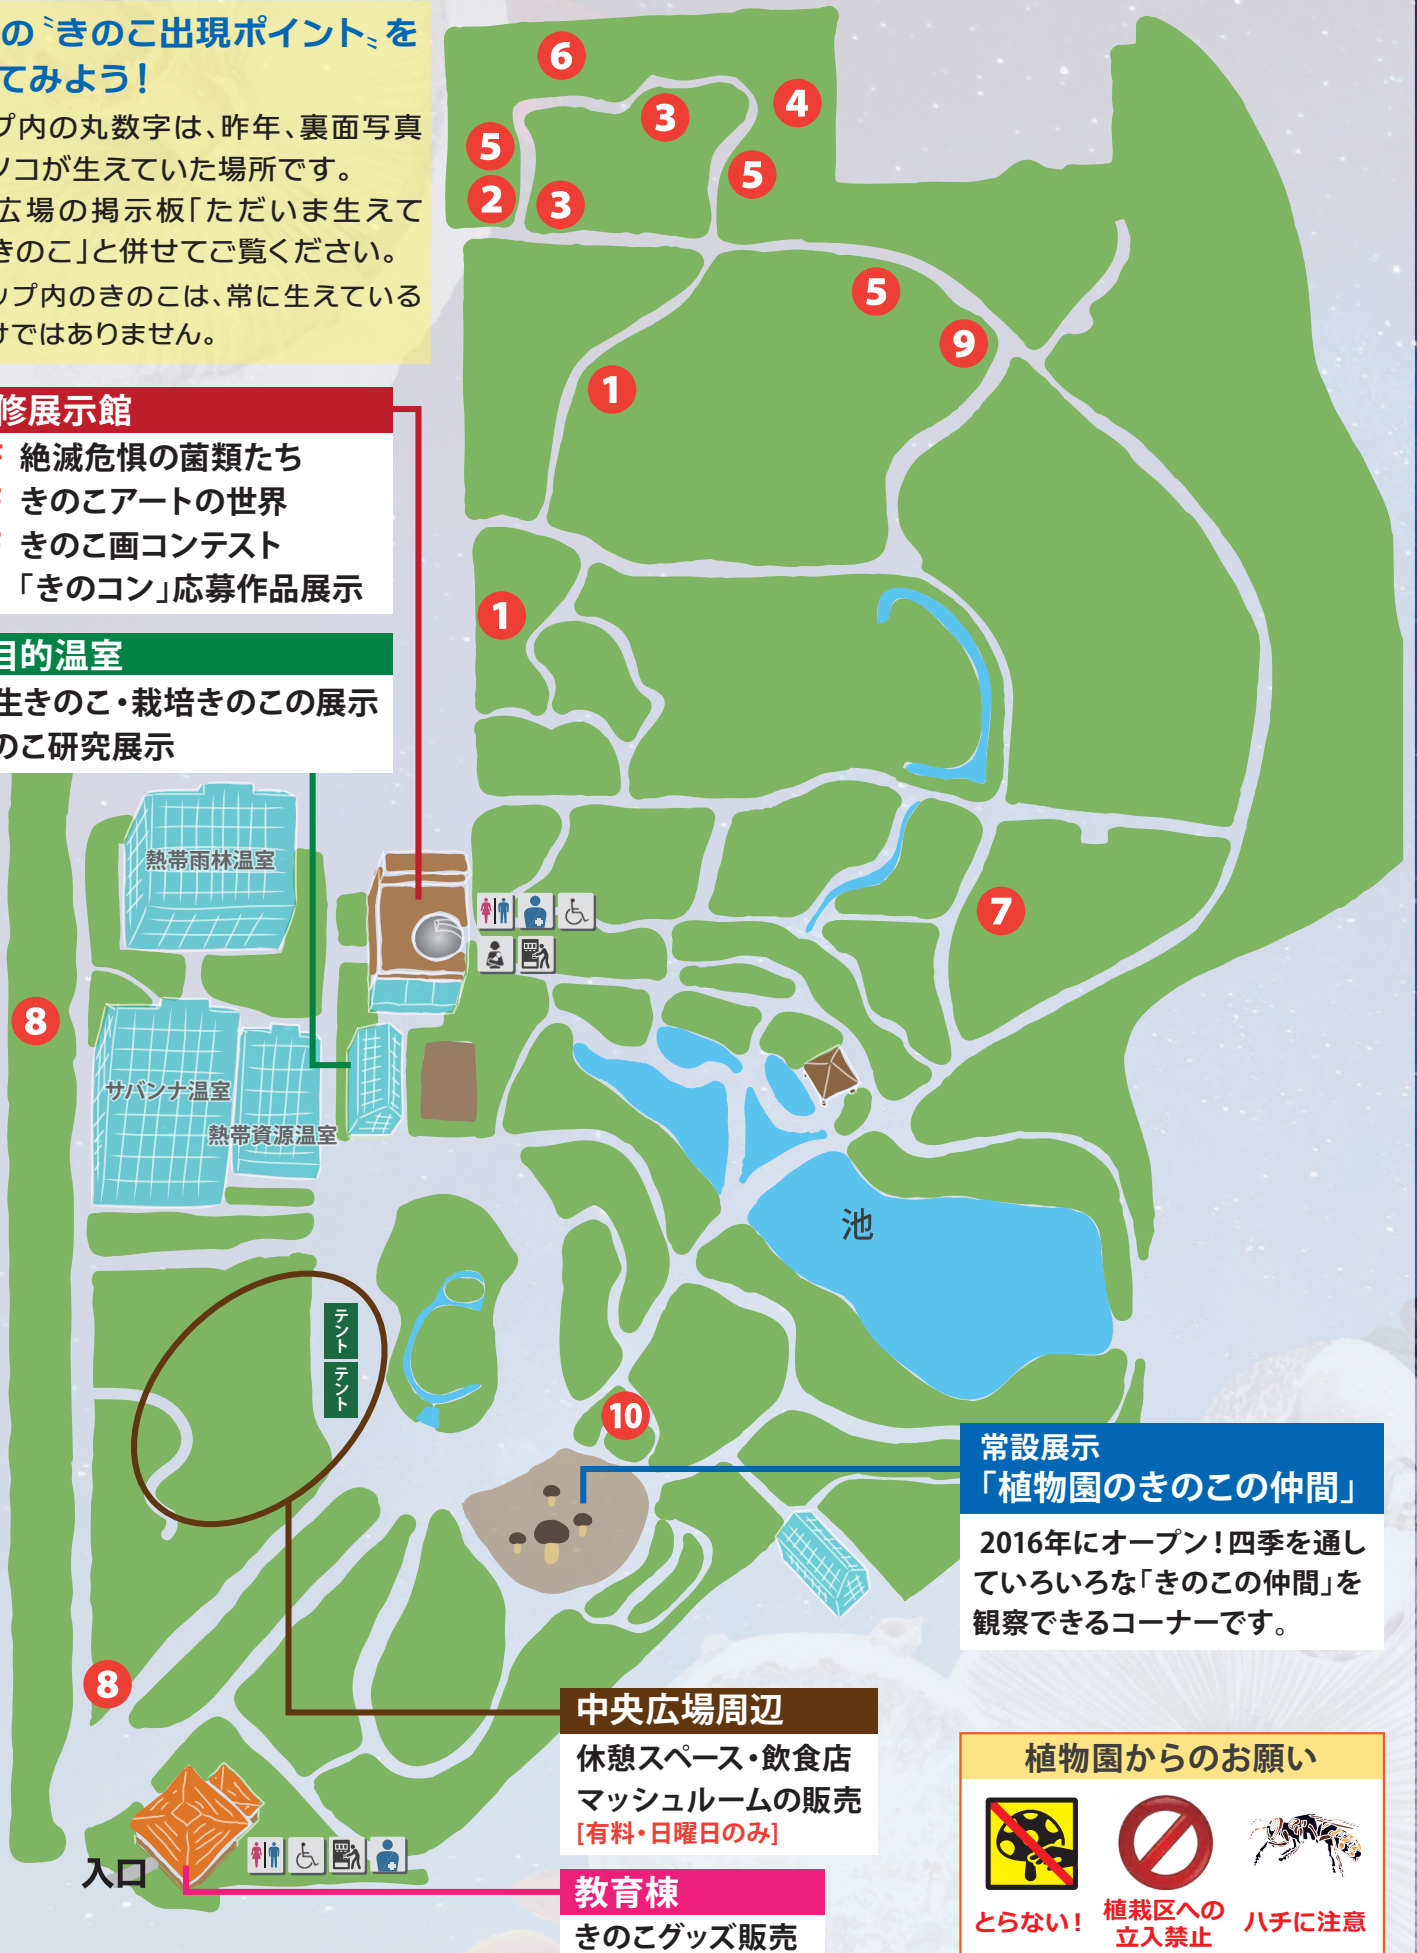 の〝きのこ出現ポイント〟を
てみよう！
プ内の丸数字は、昨年、裏面写真
ノコが生えていた場所です。
広場の掲示板「ただいま生えて
きのこ」と併せてご覧ください。
ップ内のきのこは、常に生えている
けではありません。
6
3
4
5
5
2
3
5
9
1
1
修展示館
絶滅危惧の菌類たち
きのこアートの世界
きのこ画コンテスト
「きのコン」応募作品展示
目的温室
生きのこ・栽培きのこの展示
のこ研究展示
熱帯雨林温室
7
8
サバンナ温室
熱帯資源温室
池
テント
テント
10
常設展示
「植物園のきのこの仲間」
2016年にオープン！四季を通し
ていろいろな「きのこの仲間」を
観察できるコーナーです。
8
中央広場周辺
休憩スペース・飲食店
マッシュルームの販売
[有料・日曜日のみ]
入口
教育棟
きのこグッズ販売
植物園からのお願い
とらない！
植栽区への
立入禁止
ハチに注意